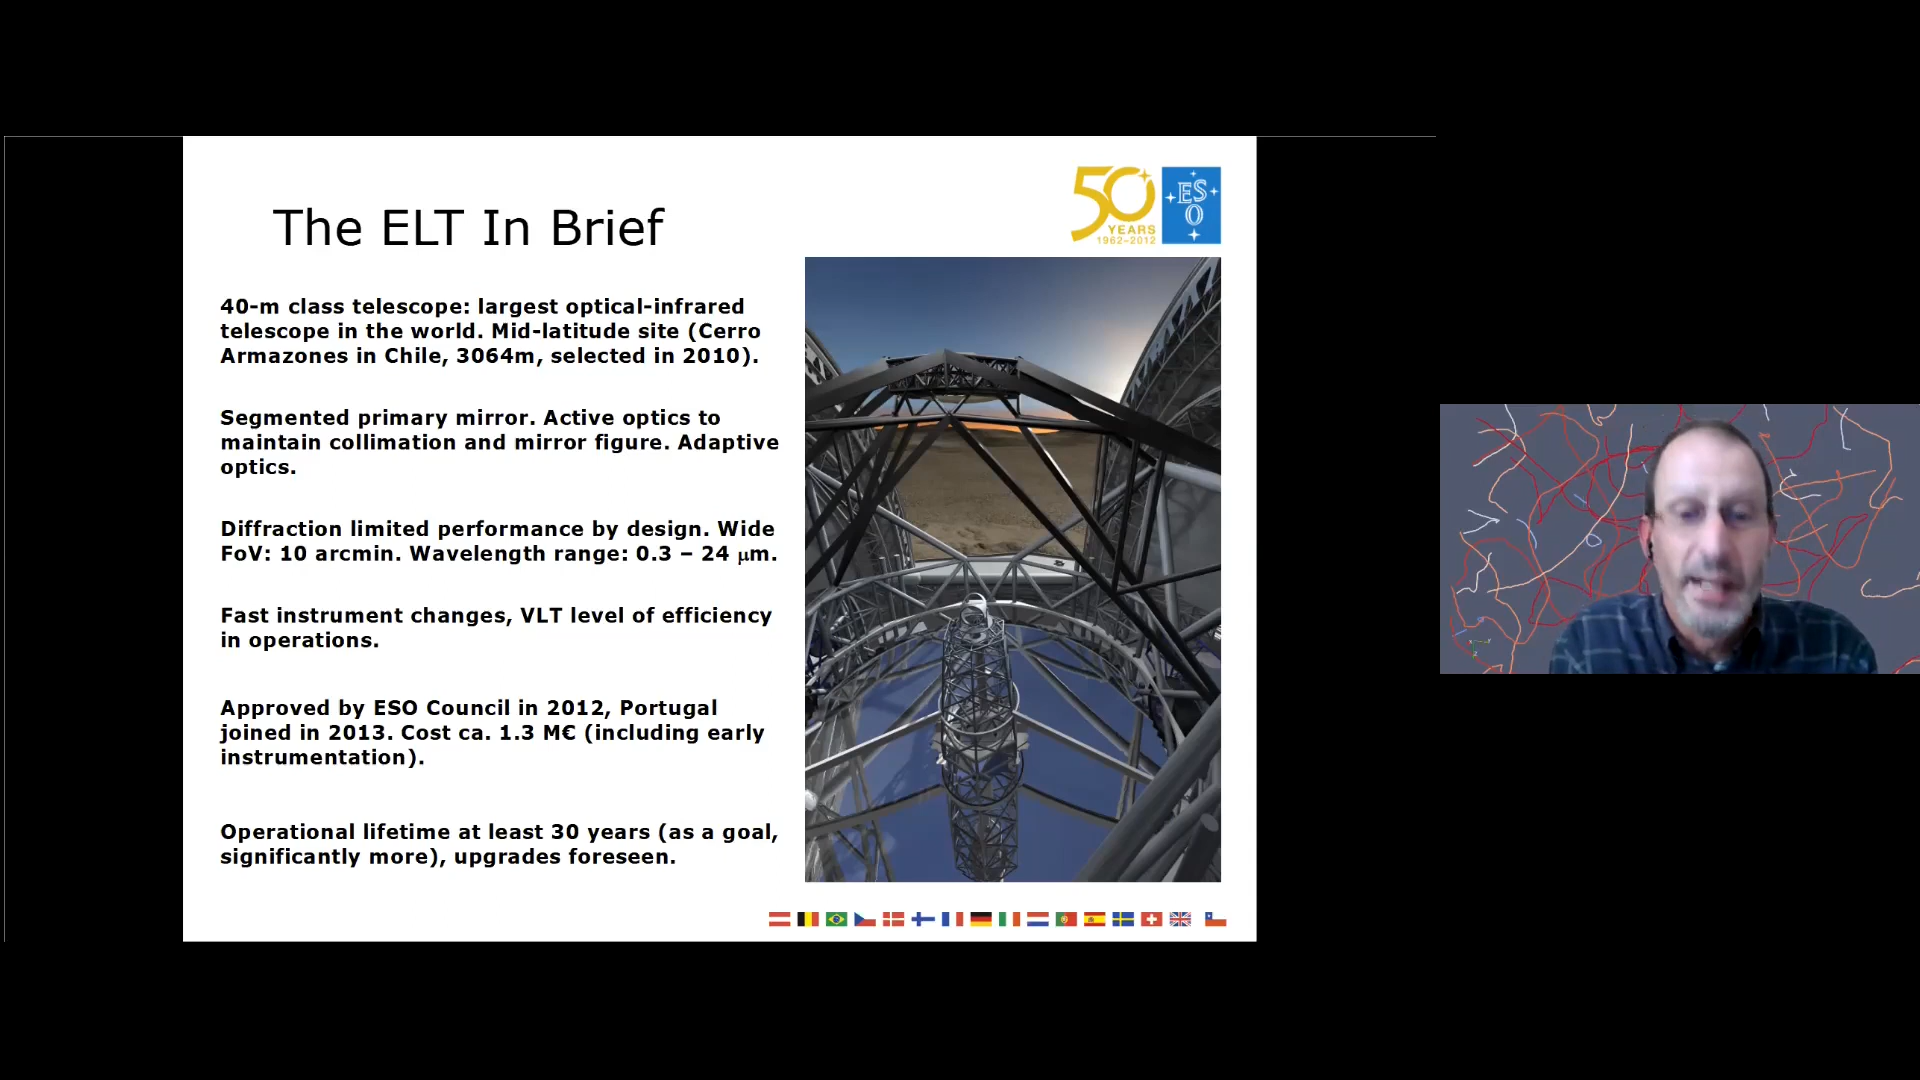 The ELT In Brief
50
YEARS
1962–2012
ES
O
40-m class telescope: largest optical-infrared
telescope in the world. Mid-latitude site (Cerro
Armazones in Chile, 3064m, selected in 2010).
Segmented primary mirror. Active optics to
maintain collimation and mirror figure. Adaptive
optics.
Diffraction limited performance by design. Wide
FoV: 10 arcmin. Wavelength range: 0.3 – 24 μm.
Fast instrument changes, VLT level of efficiency
in operations.
Approved by ESO Council in 2012, Portugal
joined in 2013. Cost ca. 1.3 M€ (including early
instrumentation).
Operational lifetime at least 30 years (as a goal,
significantly more), upgrades foreseen.